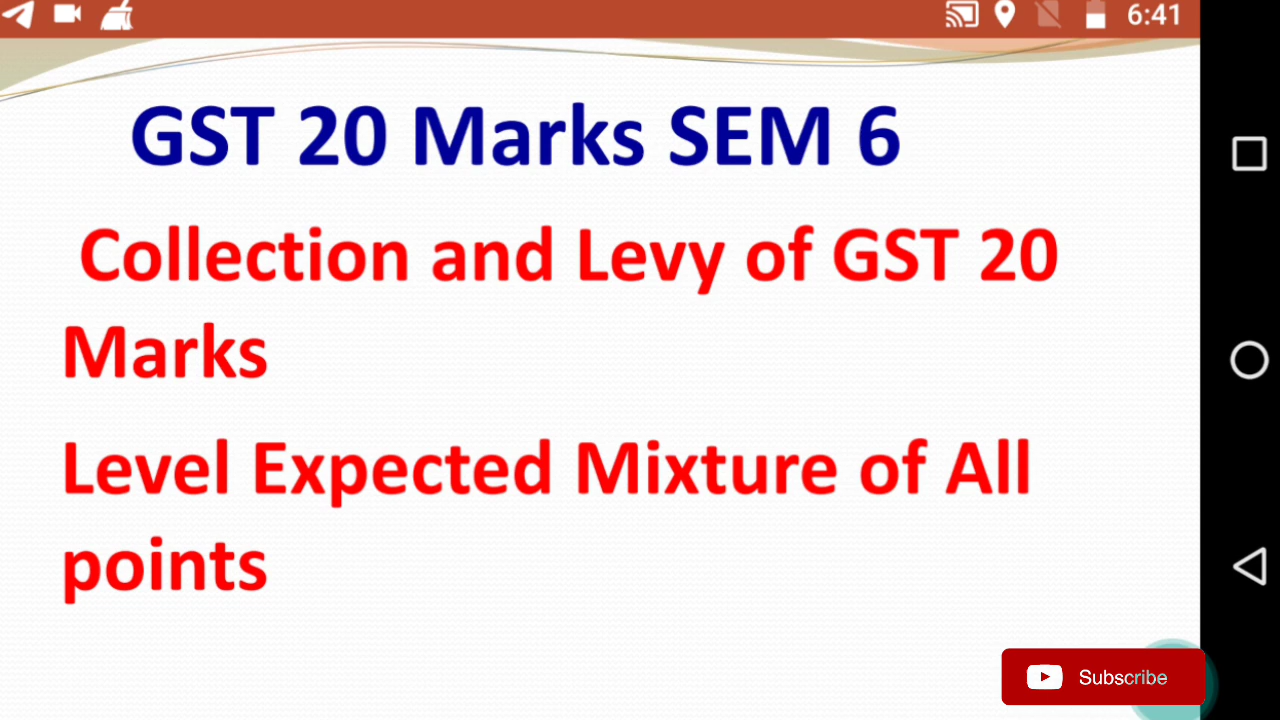 6:41
GST 20 Marks SEM 6
Collection and Levy of GST 20
Marks
Level Expected Mixture of All
points
Subscribe